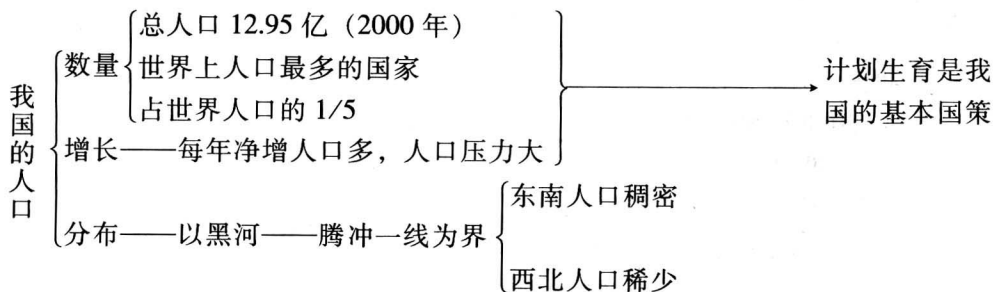 我国的人口
数量
总人口 12.95 亿（2000 年）
世界上人口最多的国家
占世界人口的 1/5
增长——每年净增人口多，人口压力大
计划生育是我
国的基本国策
分布——以黑河——腾冲一线为界
东南人口稠密
西北人口稀少